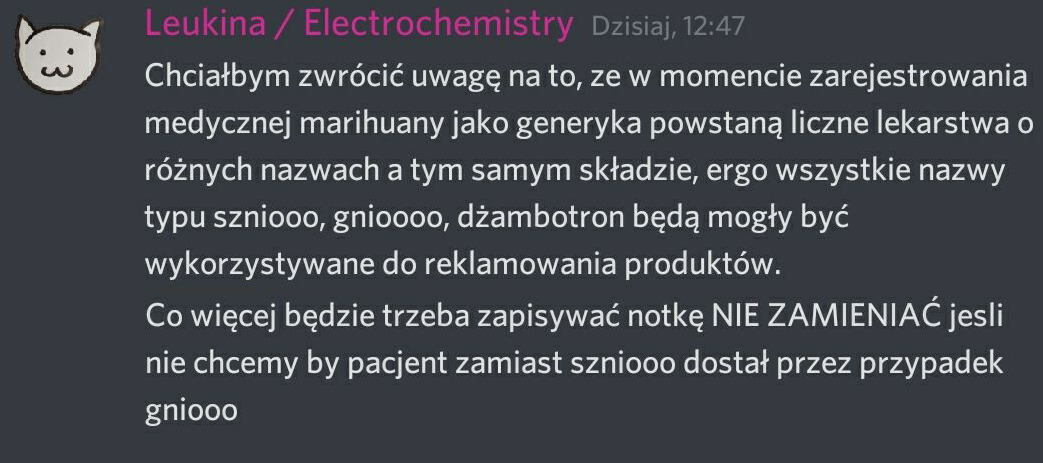 Leukina / Electrochemistry Dzisiaj, 12:47
Chciałbym zwrócić uwagę na to, ze w momencie zarejestrowania
medycznej marihuany jako generyka powstaną liczne lekarstwa o
różnych nazwach a tym samym składzie, ergo wszystkie nazwy
typu szniooo, gnioooo, dżambotron będą mogły być
wykorzystywane do reklamowania produktów.
Co więcej będzie trzeba zapisywać notkę NIE ZAMIENIAĆ jesli
nie chcemy by pacjent zamiast szniooo dostał przez przypadek
gniooo